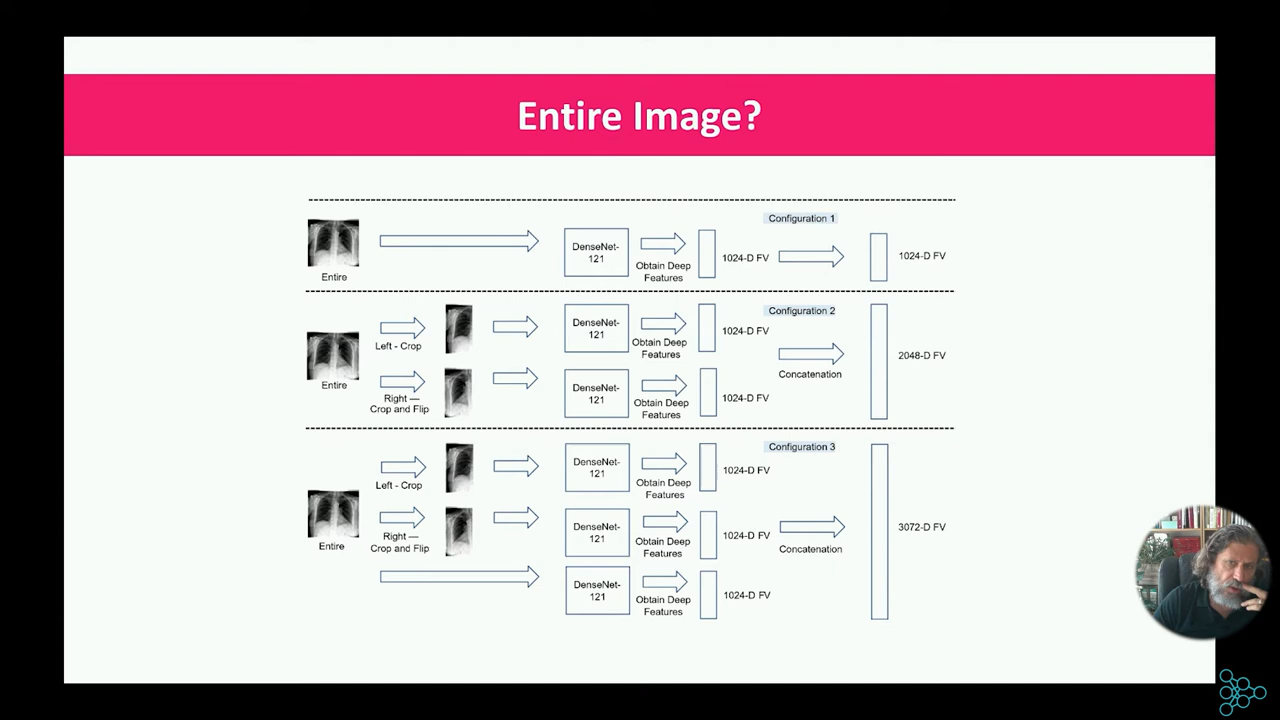 Entire Image?
Configuration 1
DenseNet-
121
Obtain Deep
Features
1024-D FV
1024-D FV
Entire
Configuration 2
Left - Crop
DenseNet-
121
Obtain Deep
Features
1024-D FV
Entire
Right —
Crop and Flip
DenseNet-
121
Obtain Deep
Features
1024-D FV
Concatenation
2048-D FV
Configuration 3
Left - Crop
DenseNet-
121
Obtain Deep
Features
1024-D FV
Entire
Right —
Crop and Flip
DenseNet-
121
Obtain Deep
Features
1024-D FV
DenseNet-
121
Obtain Deep
Features
1024-D FV
Concatenation
3072-D FV